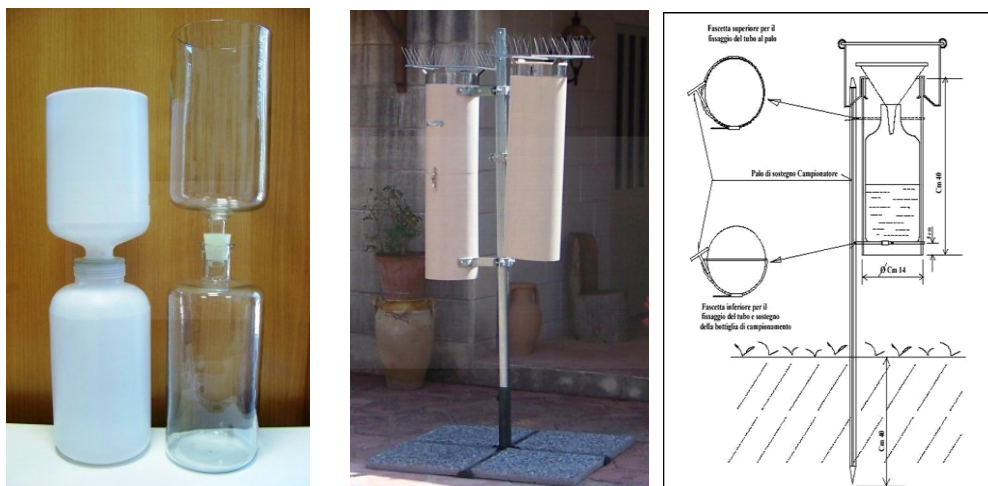 Fascetta superiore per il
fissaggio del tubo al palo
Palo di sostegno Campionatore
Cm 40
Ø Cm 14
Fascetta inferiore per il
fissaggio del tubo e sostegno
della bottiglia di campionamento
Cm 40